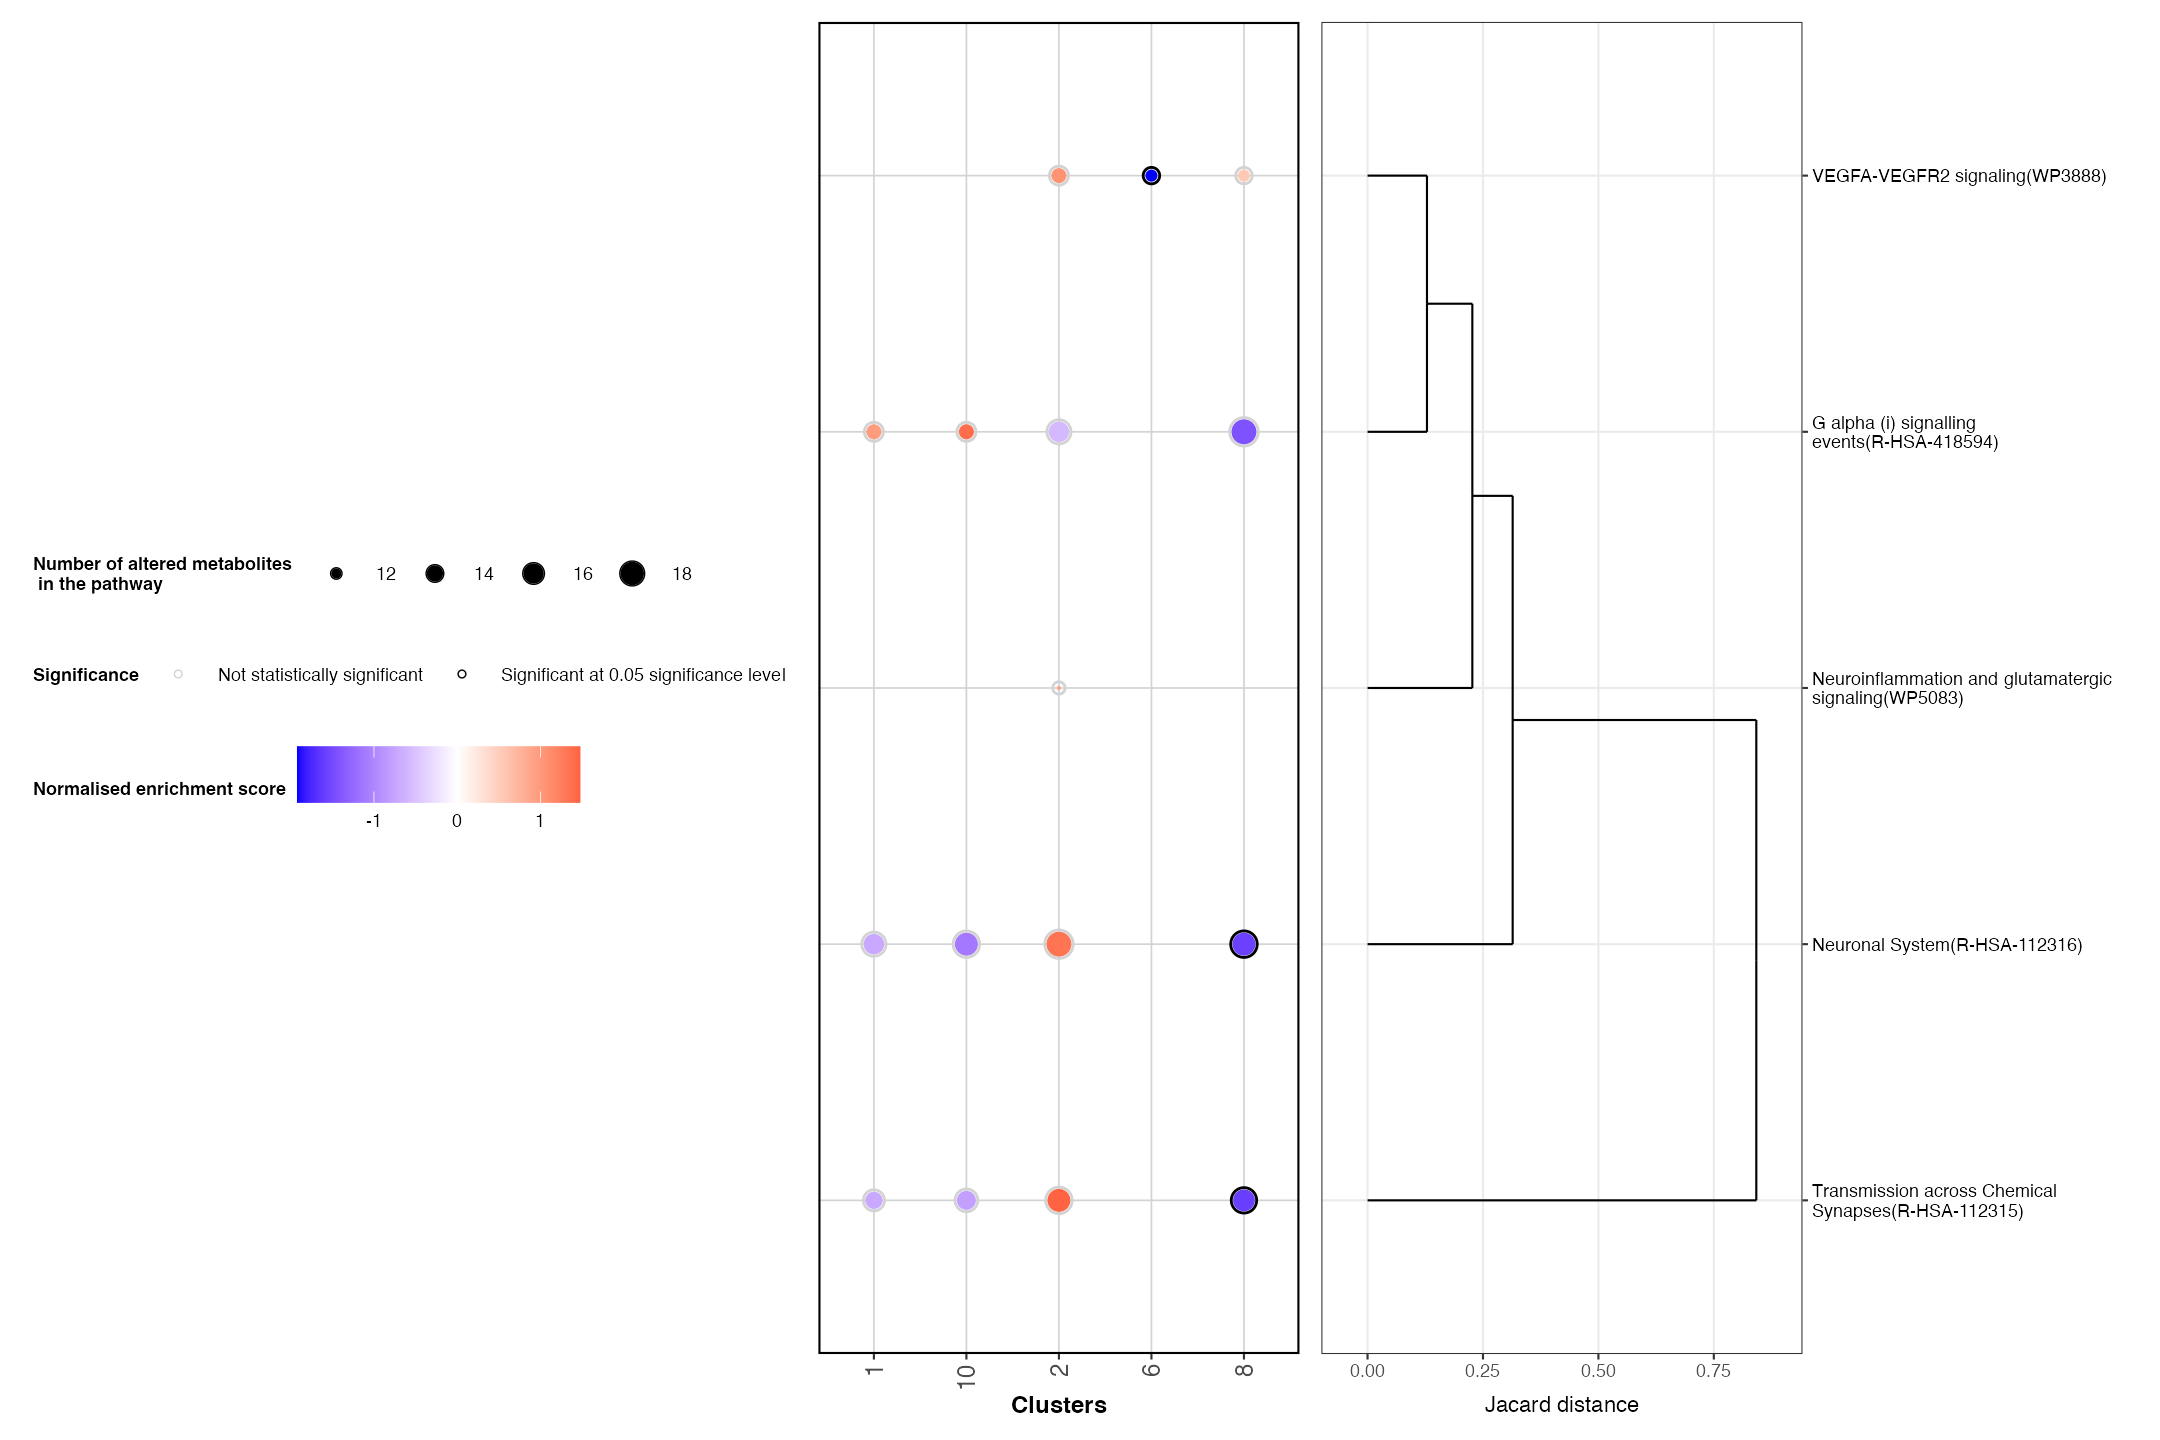 VEGFA-VEGFR2 signaling(WP3888)
G alpha (i) signalling
events(R-HSA-418594)
Number of altered metabolites
in the pathway
12 14 16 18
Significance Not statistically significant Significant at 0.05 significance level
Normalised enrichment score
-1 0 1
Neuroinflammation and glutamatergic
signaling(WP5083)
Neuronal System(R-HSA-112316)
Transmission across Chemical
Synapses(R-HSA-112315)
1 10 2 6 8
Clusters
0.00 0.25 0.50 0.75
Jacard distance